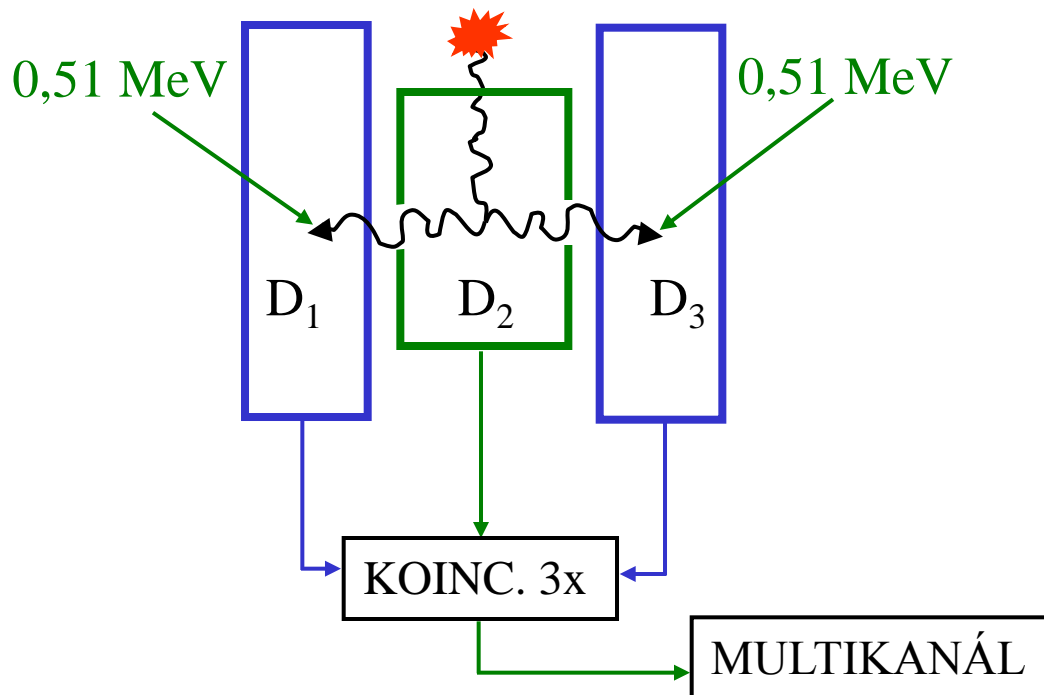 0,51 MeV
0,51 MeV
D₁
D₂
D₃
KOINC. 3x
MULTIKANÁL